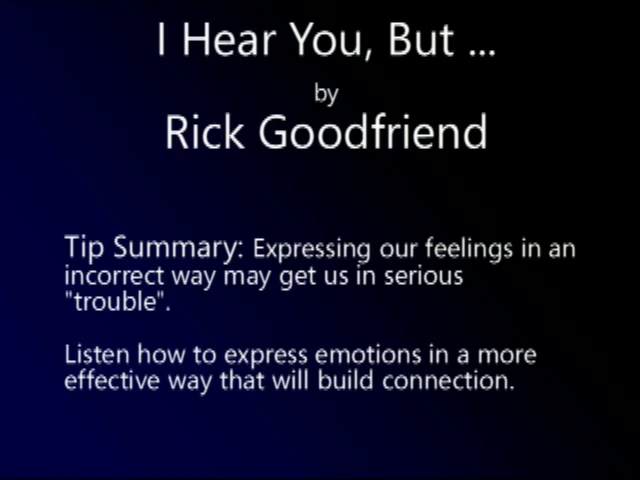 I Hear You, But ...
by
Rick Goodfriend
Tip Summary: Expressing our feelings in an
incorrect way may get us in serious
"trouble".
Listen how to express emotions in a more
effective way that will build connection.